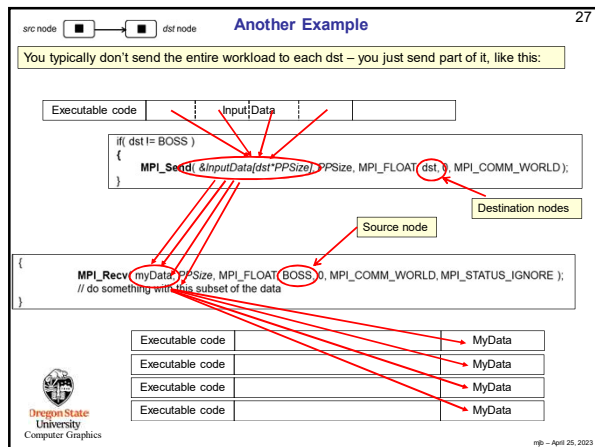 27
src node dst node Another Example
You typically don't send the entire workload to each dst – you just send part of it, like this:
Executable code Input Data
if( dst != BOSS )
{
MPI_Send( &InputData[dst*PPSize], PPSize, MPI_FLOAT, dst, 0, MPI_COMM_WORLD );
}
Destination nodes
Source node
{
MPI_Recv( myData, PPSize, MPI_FLOAT, BOSS, 0, MPI_COMM_WORLD, MPI_STATUS_IGNORE );
// do something with this subset of the data
}
Executable code MyData
Executable code MyData
Executable code MyData
Executable code MyData
Oregon State
University
Computer Graphics
mjb – April 25, 2023